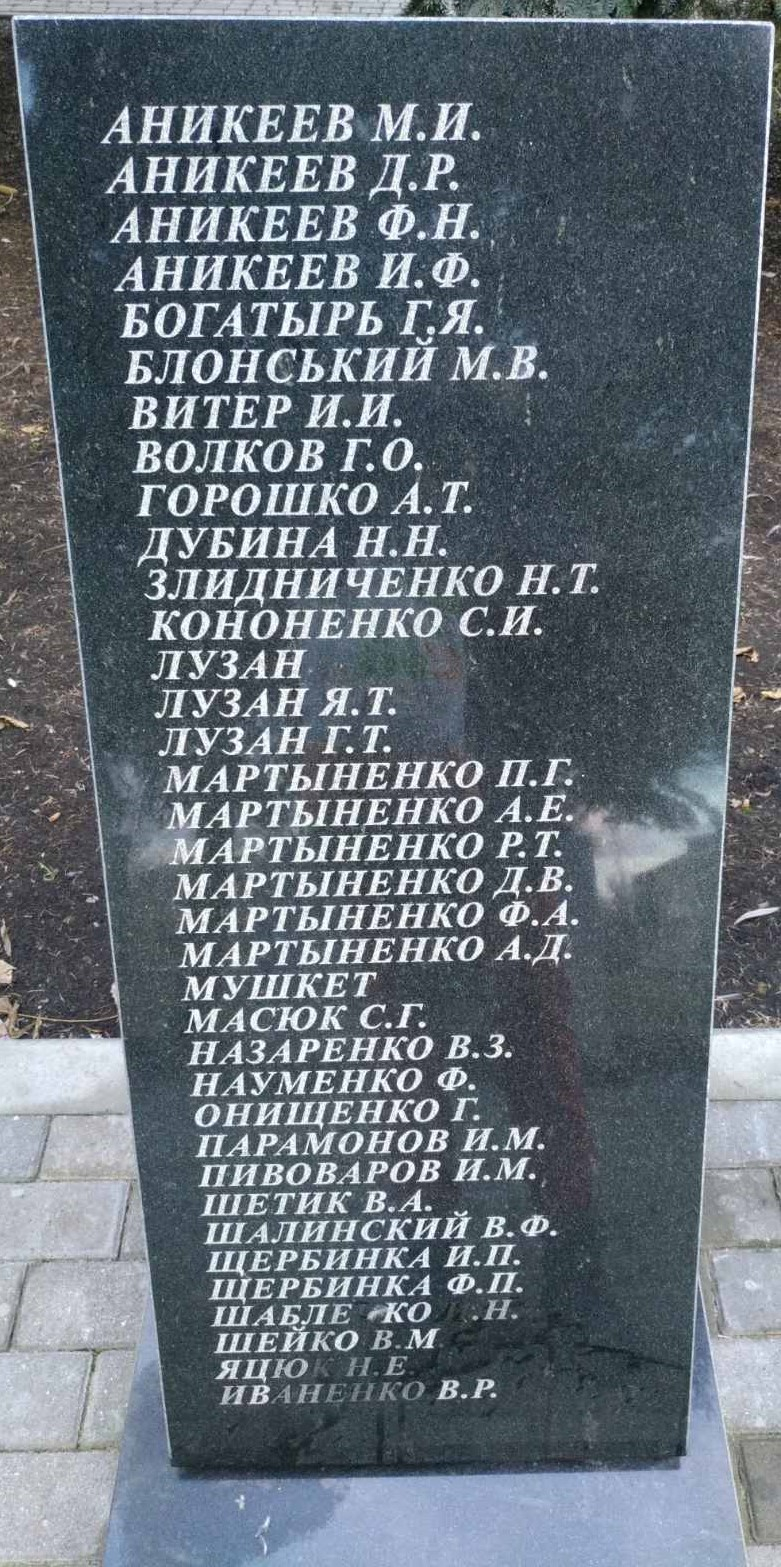 АНИКЕЕВ М.И.
АНИКЕЕВ Д.Р.
АНИКЕЕВ Ф.Н.
АНИКЕЕВ И.Ф.
БОГАТЫРЬ Г.Я.
БЛОНСЬКИЙ М.В.
ВИТЕР И.И.
ВОЛКОВ Г.О.
ГОРОШКО А.Т.
ДУБИНА Н.Н.
ЗЛИДНИЧЕНКО Н.Т.
КОНОНЕНКО С.И.
ЛУЗАН
ЛУЗАН Я.Т.
ЛУЗАН Г.Т.
МАРТЫНЕНКО П.Г.
МАРТЫНЕНКО А.Е.
МАРТЫНЕНКО Р.Т.
МАРТЫНЕНКО Д.В.
МАРТЫНЕНКО Ф.А.
МАРТЫНЕНКО А.Д.
МУШКЕТ
МАСЮК С.Г.
НАЗАРЕНКО В.З.
НАУМЕНКО Ф.
ОНИЩЕНКО Г.
ПАРАМОНОВ И.М.
ПИВОВАРОВ И.М.
ШЕТИК В.А.
ШАЛИНСКИЙ В.Ф.
ЩЕРБИНКА И.П.
ЩЕРБИНКА Ф.П.
ШЕЙКО В.М
ЯЦЮК Н.Е.
ИВАНЕНКО В.Р.